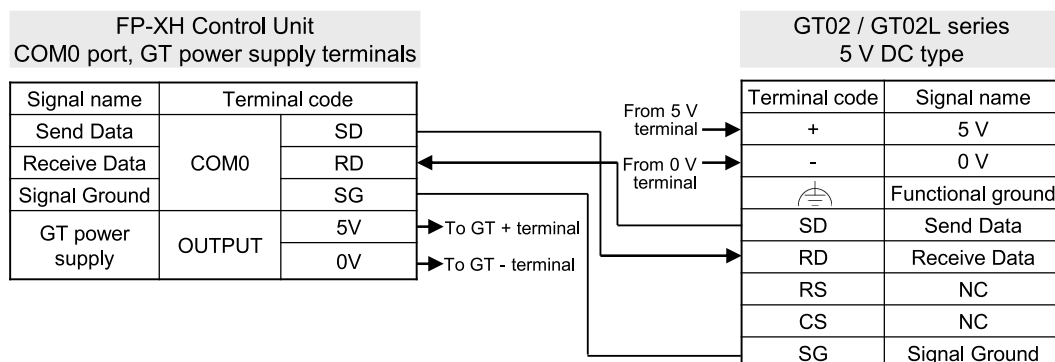 FP-XH Control Unit
COM0 port, GT power supply terminals
Signal name Terminal code
Send Data COM0 SD
Receive Data RD
Signal Ground SG
GT power supply OUTPUT 5V
0V
To GT + terminal
To GT - terminal
From 5 V
terminal
From 0 V
terminal
GT02 / GT02L series
5 V DC type
Terminal code Signal name
+ 5 V
- 0 V
Functional ground
SD Send Data
RD Receive Data
RS NC
CS NC
SG Signal Ground